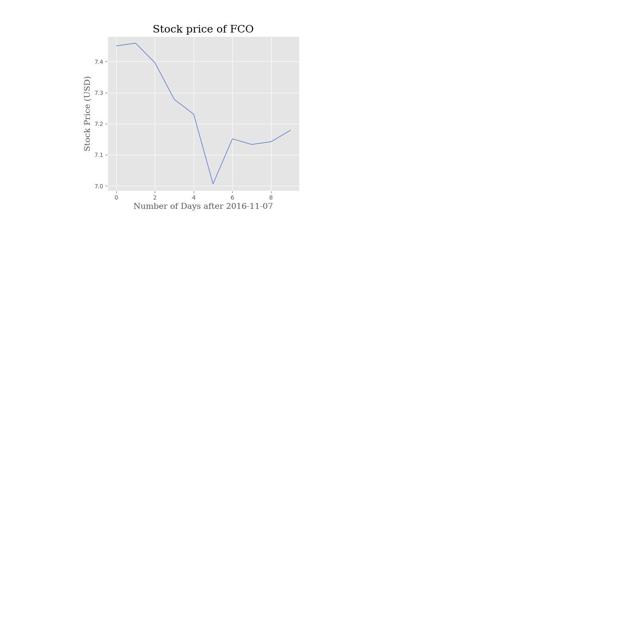 Stock price of FCO
Stock Price (USD)
7.4
7.3
7.2
7.1
7.0
0 2 4 6 8
Number of Days after 2016-11-07